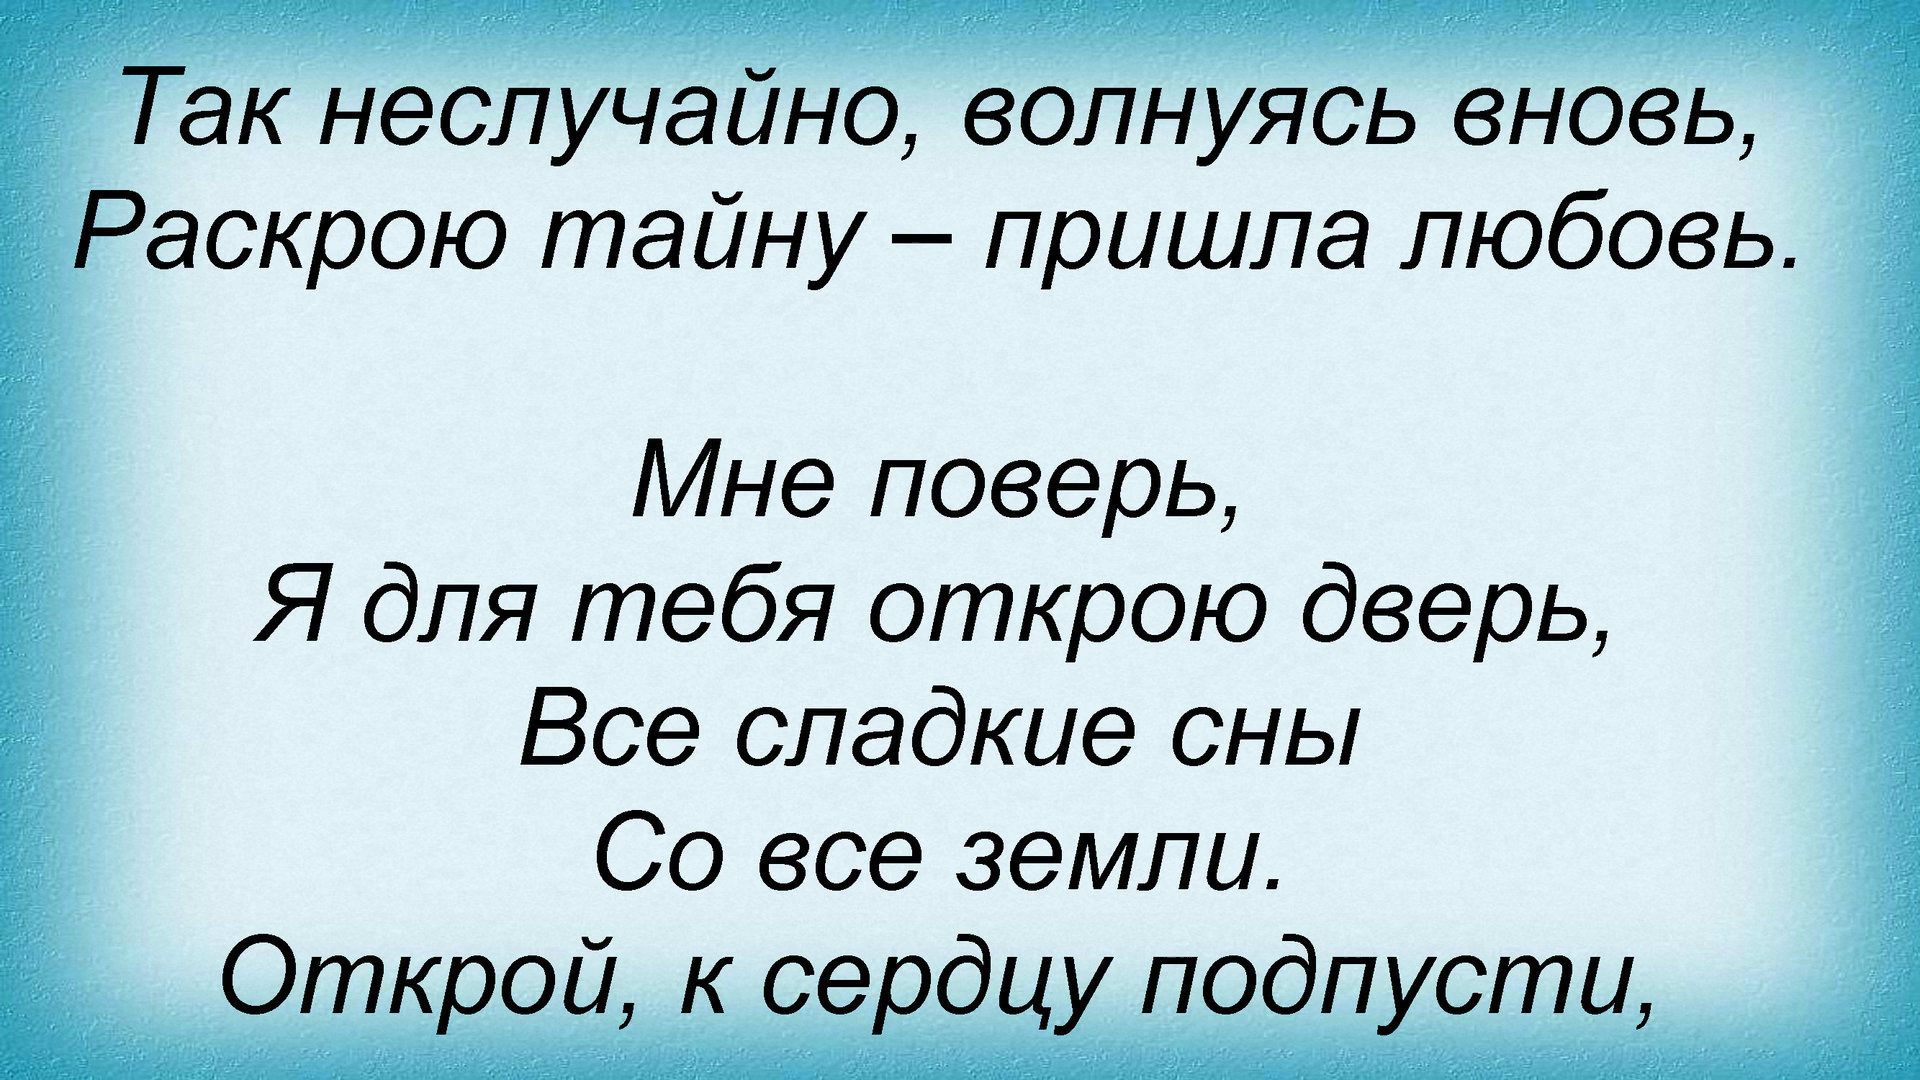 Так неслучайно, волнуясь вновь,
Раскрою тайну – пришла любовь.
Мне поверь,
Я для тебя открою дверь,
Все сладкие сны
Со все земли.
Открой, к сердцу подпусти,